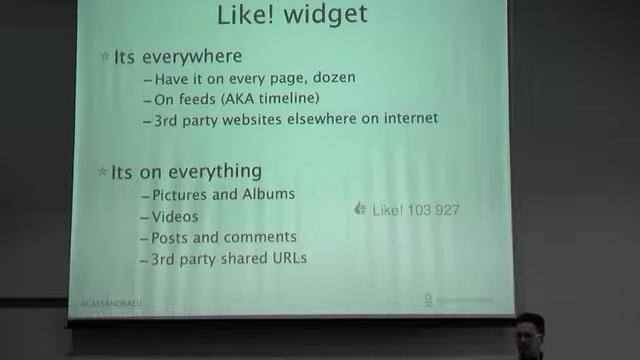 Like! widget
* Its everywhere
– Have it on every page, dozen
– On feeds (AKA timeline)
– 3rd party websites elsewhere on internet
* Its on everything
– Pictures and Albums
– Videos
Like! 103 927
– Posts and comments
– 3rd party shared URLs
#CASSANDRAEU